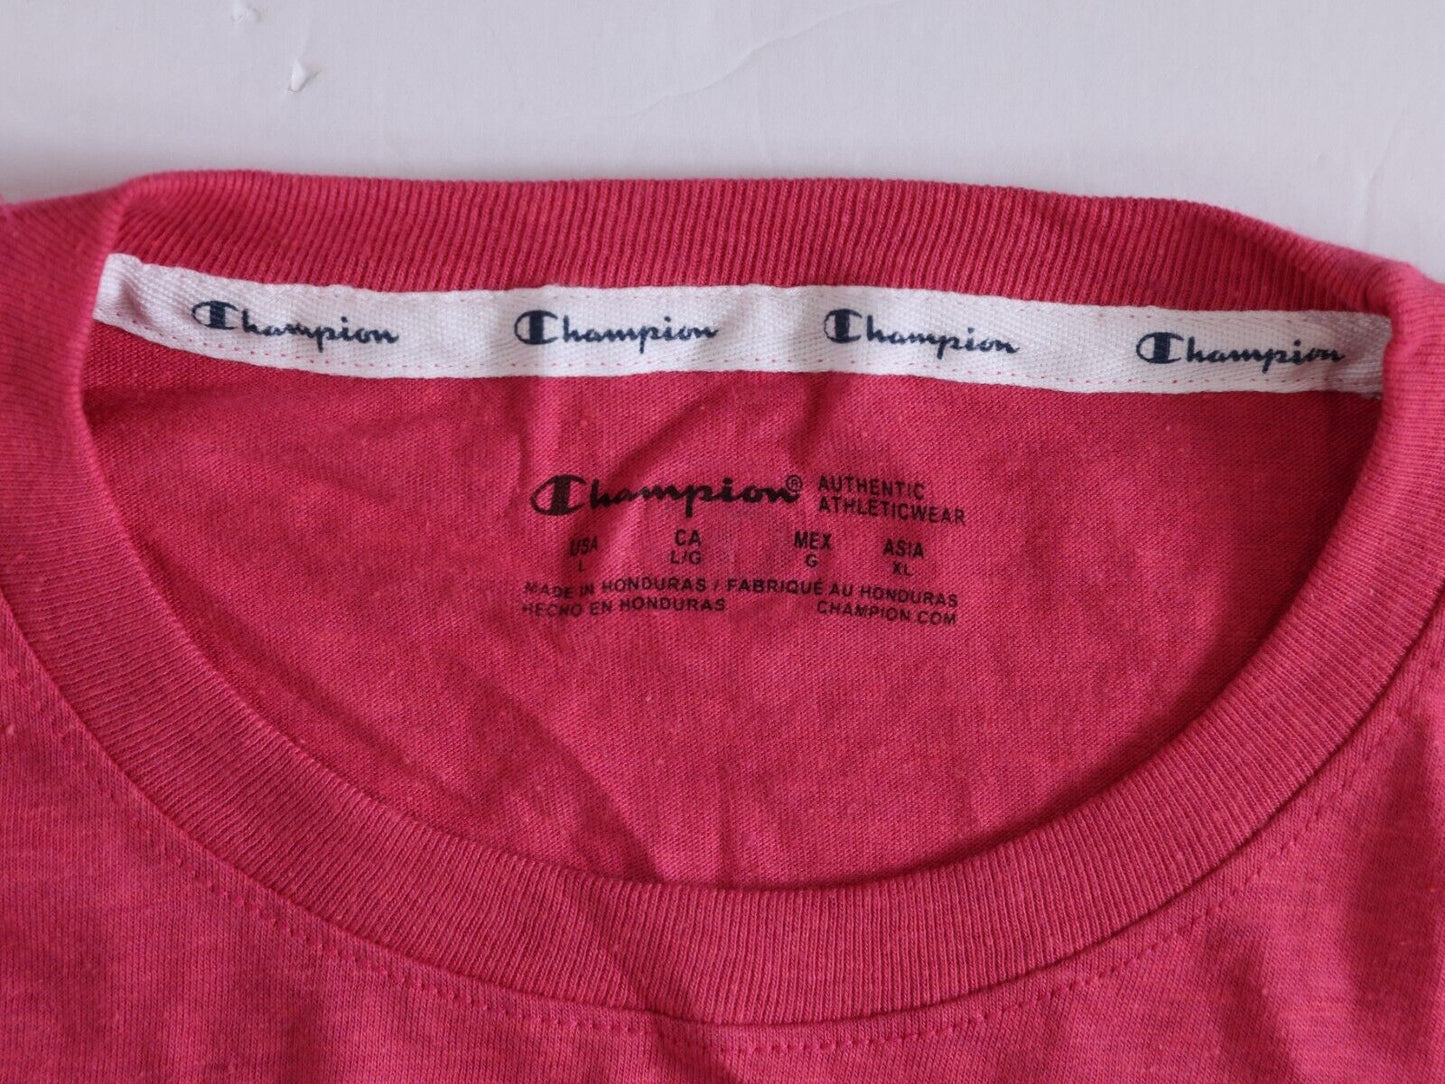 Champion Champion Champion Champion
Champion® AUTHENTIC
ATHLETICWEAR
USA CA MEX ASIA
L L/G G XL
MADE IN HONDURAS / FABRIQUÉ AU HONDURAS
HECHO EN HONDURAS CHAMPION.COM